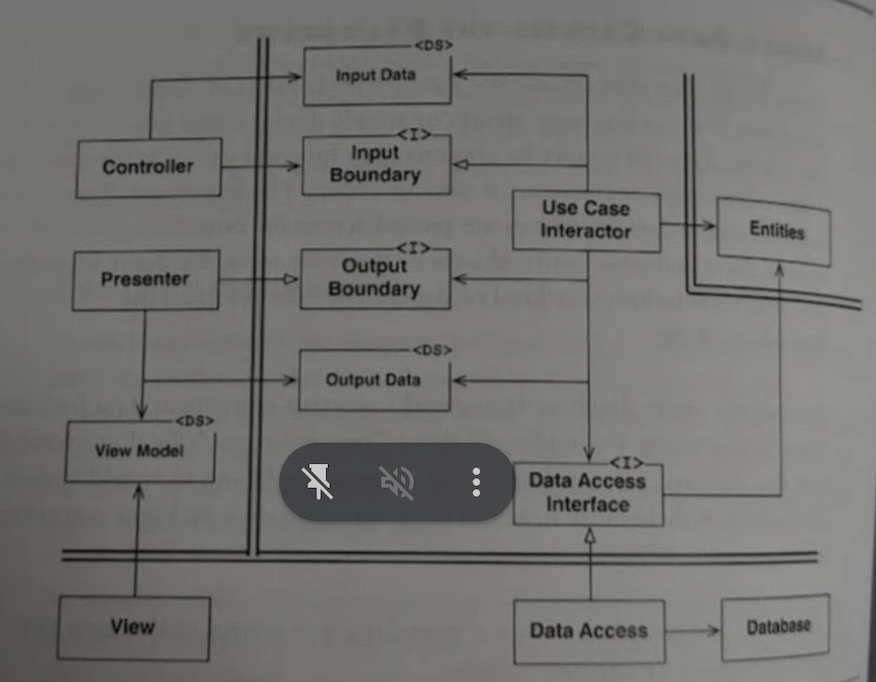 <DS>
Input Data
<I>
Controller
Input
Boundary
Use Case
Interactor
Entities
<I>
Presenter
Output
Boundary
<DS>
Output Data
<DS>
View Model
<I>
Data Access
Interface
View
Data Access
Database